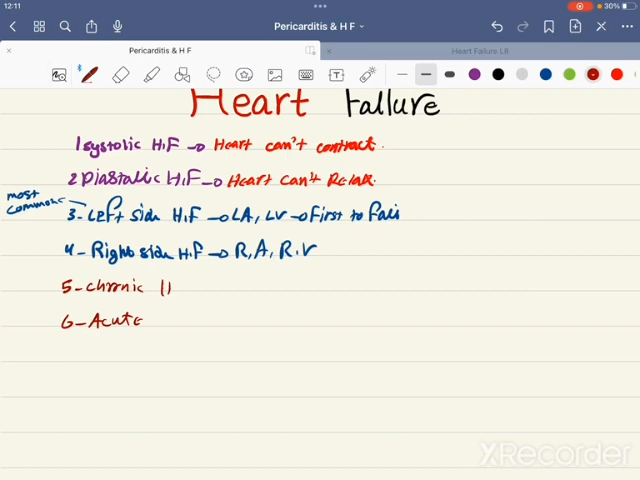 12:11
30%
Pericarditis & H F
Pericarditis & H F
Heart Failure L8
Heart Failure
1 systolic H.F → Heart can't contract.
2 Diastalic H.F → Heart can't Relax
most common
3- LEft side H.F → LA, LV → First to Fail
4- Right side H.F → R, A, R. V
5- chronic ||
6- Acute
XRecorder